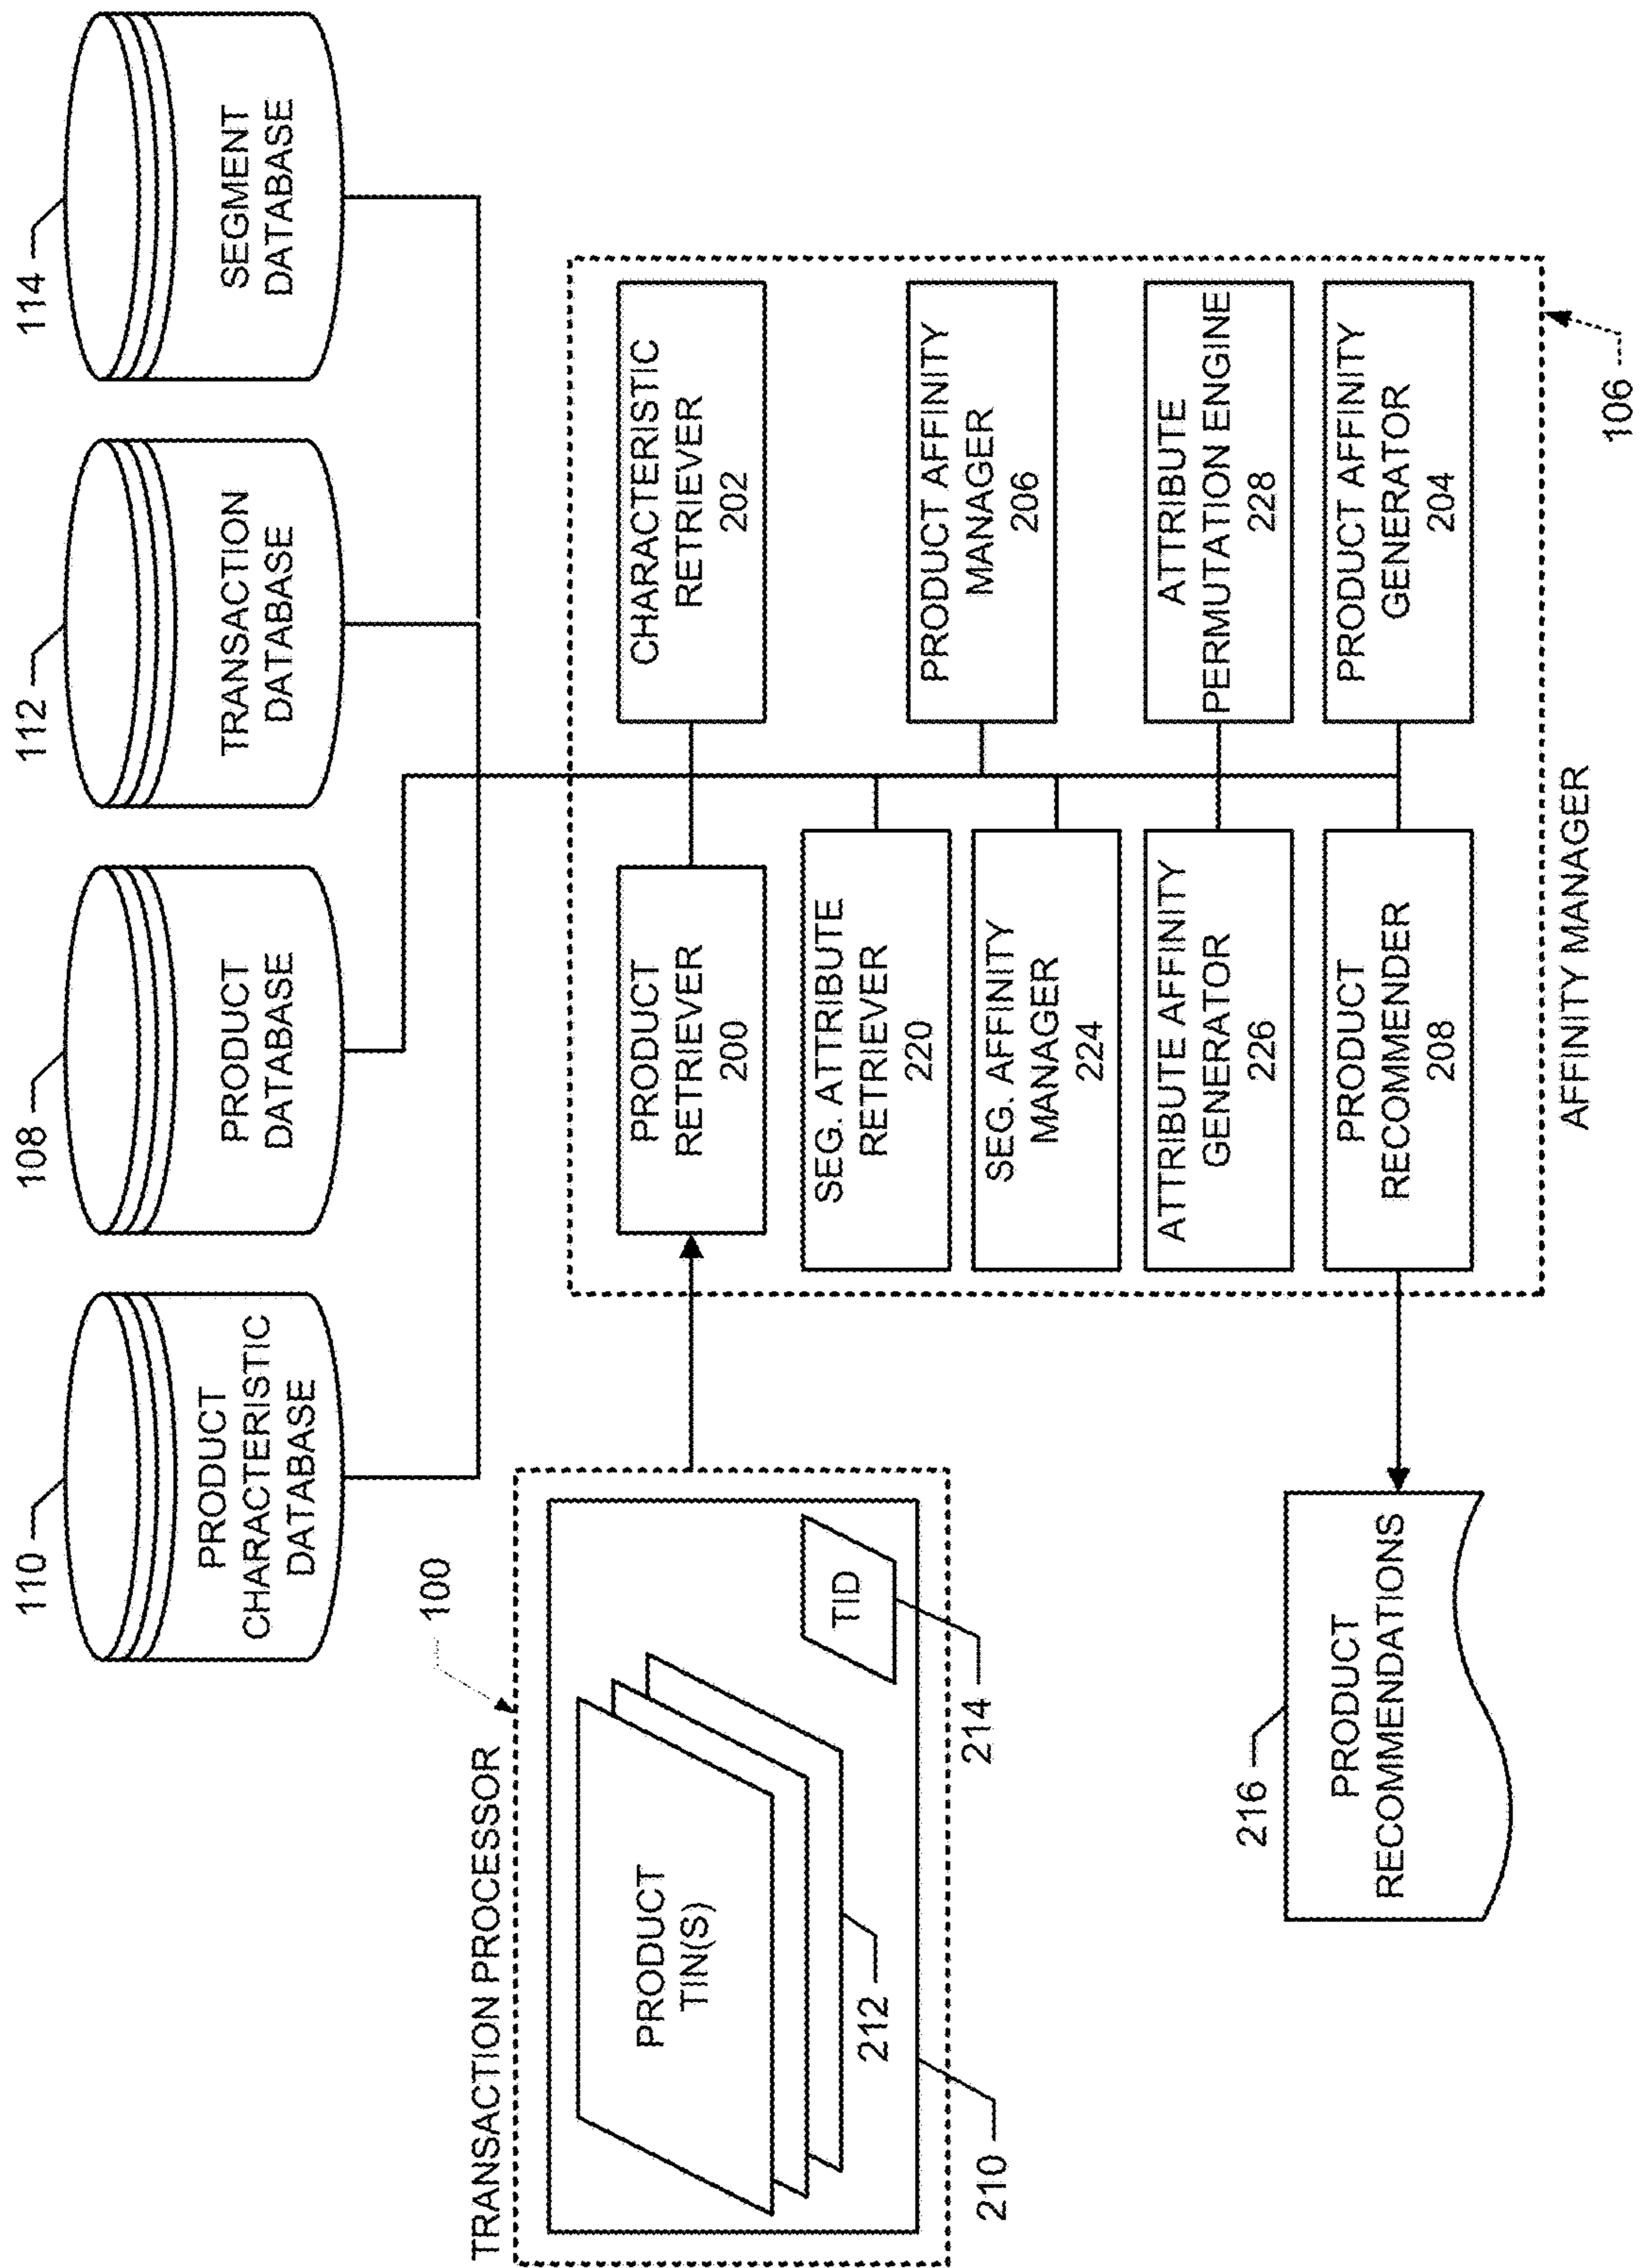 110
108
112
114
PRODUCT
CHARACTERISTIC
DATABASE
PRODUCT
DATABASE
TRANSACTION
DATABASE
SEGMENT
DATABASE
TRANSACTION PROCESSOR
100
PRODUCT
TIN(S)
TID
212
214
210
PRODUCT
RETRIEVER
200
CHARACTERISTIC
RETRIEVER
202
SEG. ATTRIBUTE
RETRIEVER
220
PRODUCT AFFINITY
MANAGER
206
SEG. AFFINITY
MANAGER
224
ATTRIBUTE AFFINITY
GENERATOR
226
ATTRIBUTE
PERMUTATION ENGINE
228
PRODUCT
RECOMMENDER
208
PRODUCT AFFINITY
GENERATOR
204
AFFINITY MANAGER
106
216
PRODUCT
RECOMMENDATIONS